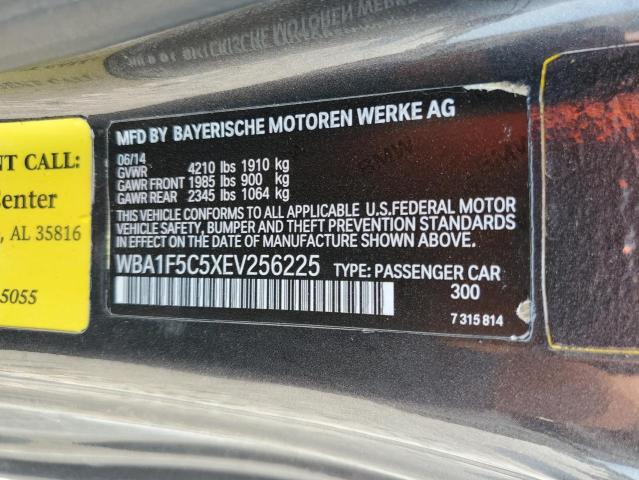 MFD BY BAYERISCHE MOTOREN WERKE AG
06/14
GVWR 4210 lbs 1910 kg
GAWR FRONT 1985 lbs 900 kg
GAWR REAR 2345 lbs 1064 kg
THIS VEHICLE CONFORMS TO ALL APPLICABLE U.S.FEDERAL MOTOR
VEHICLE SAFETY, BUMPER AND THEFT PREVENTION STANDARDS
IN EFFECT ON THE DATE OF MANUFACTURE SHOWN ABOVE.
WBA1F5C5XEV256225 TYPE: PASSENGER CAR
300
7 315 814
NT CALL:
Center
, AL 35816
5055